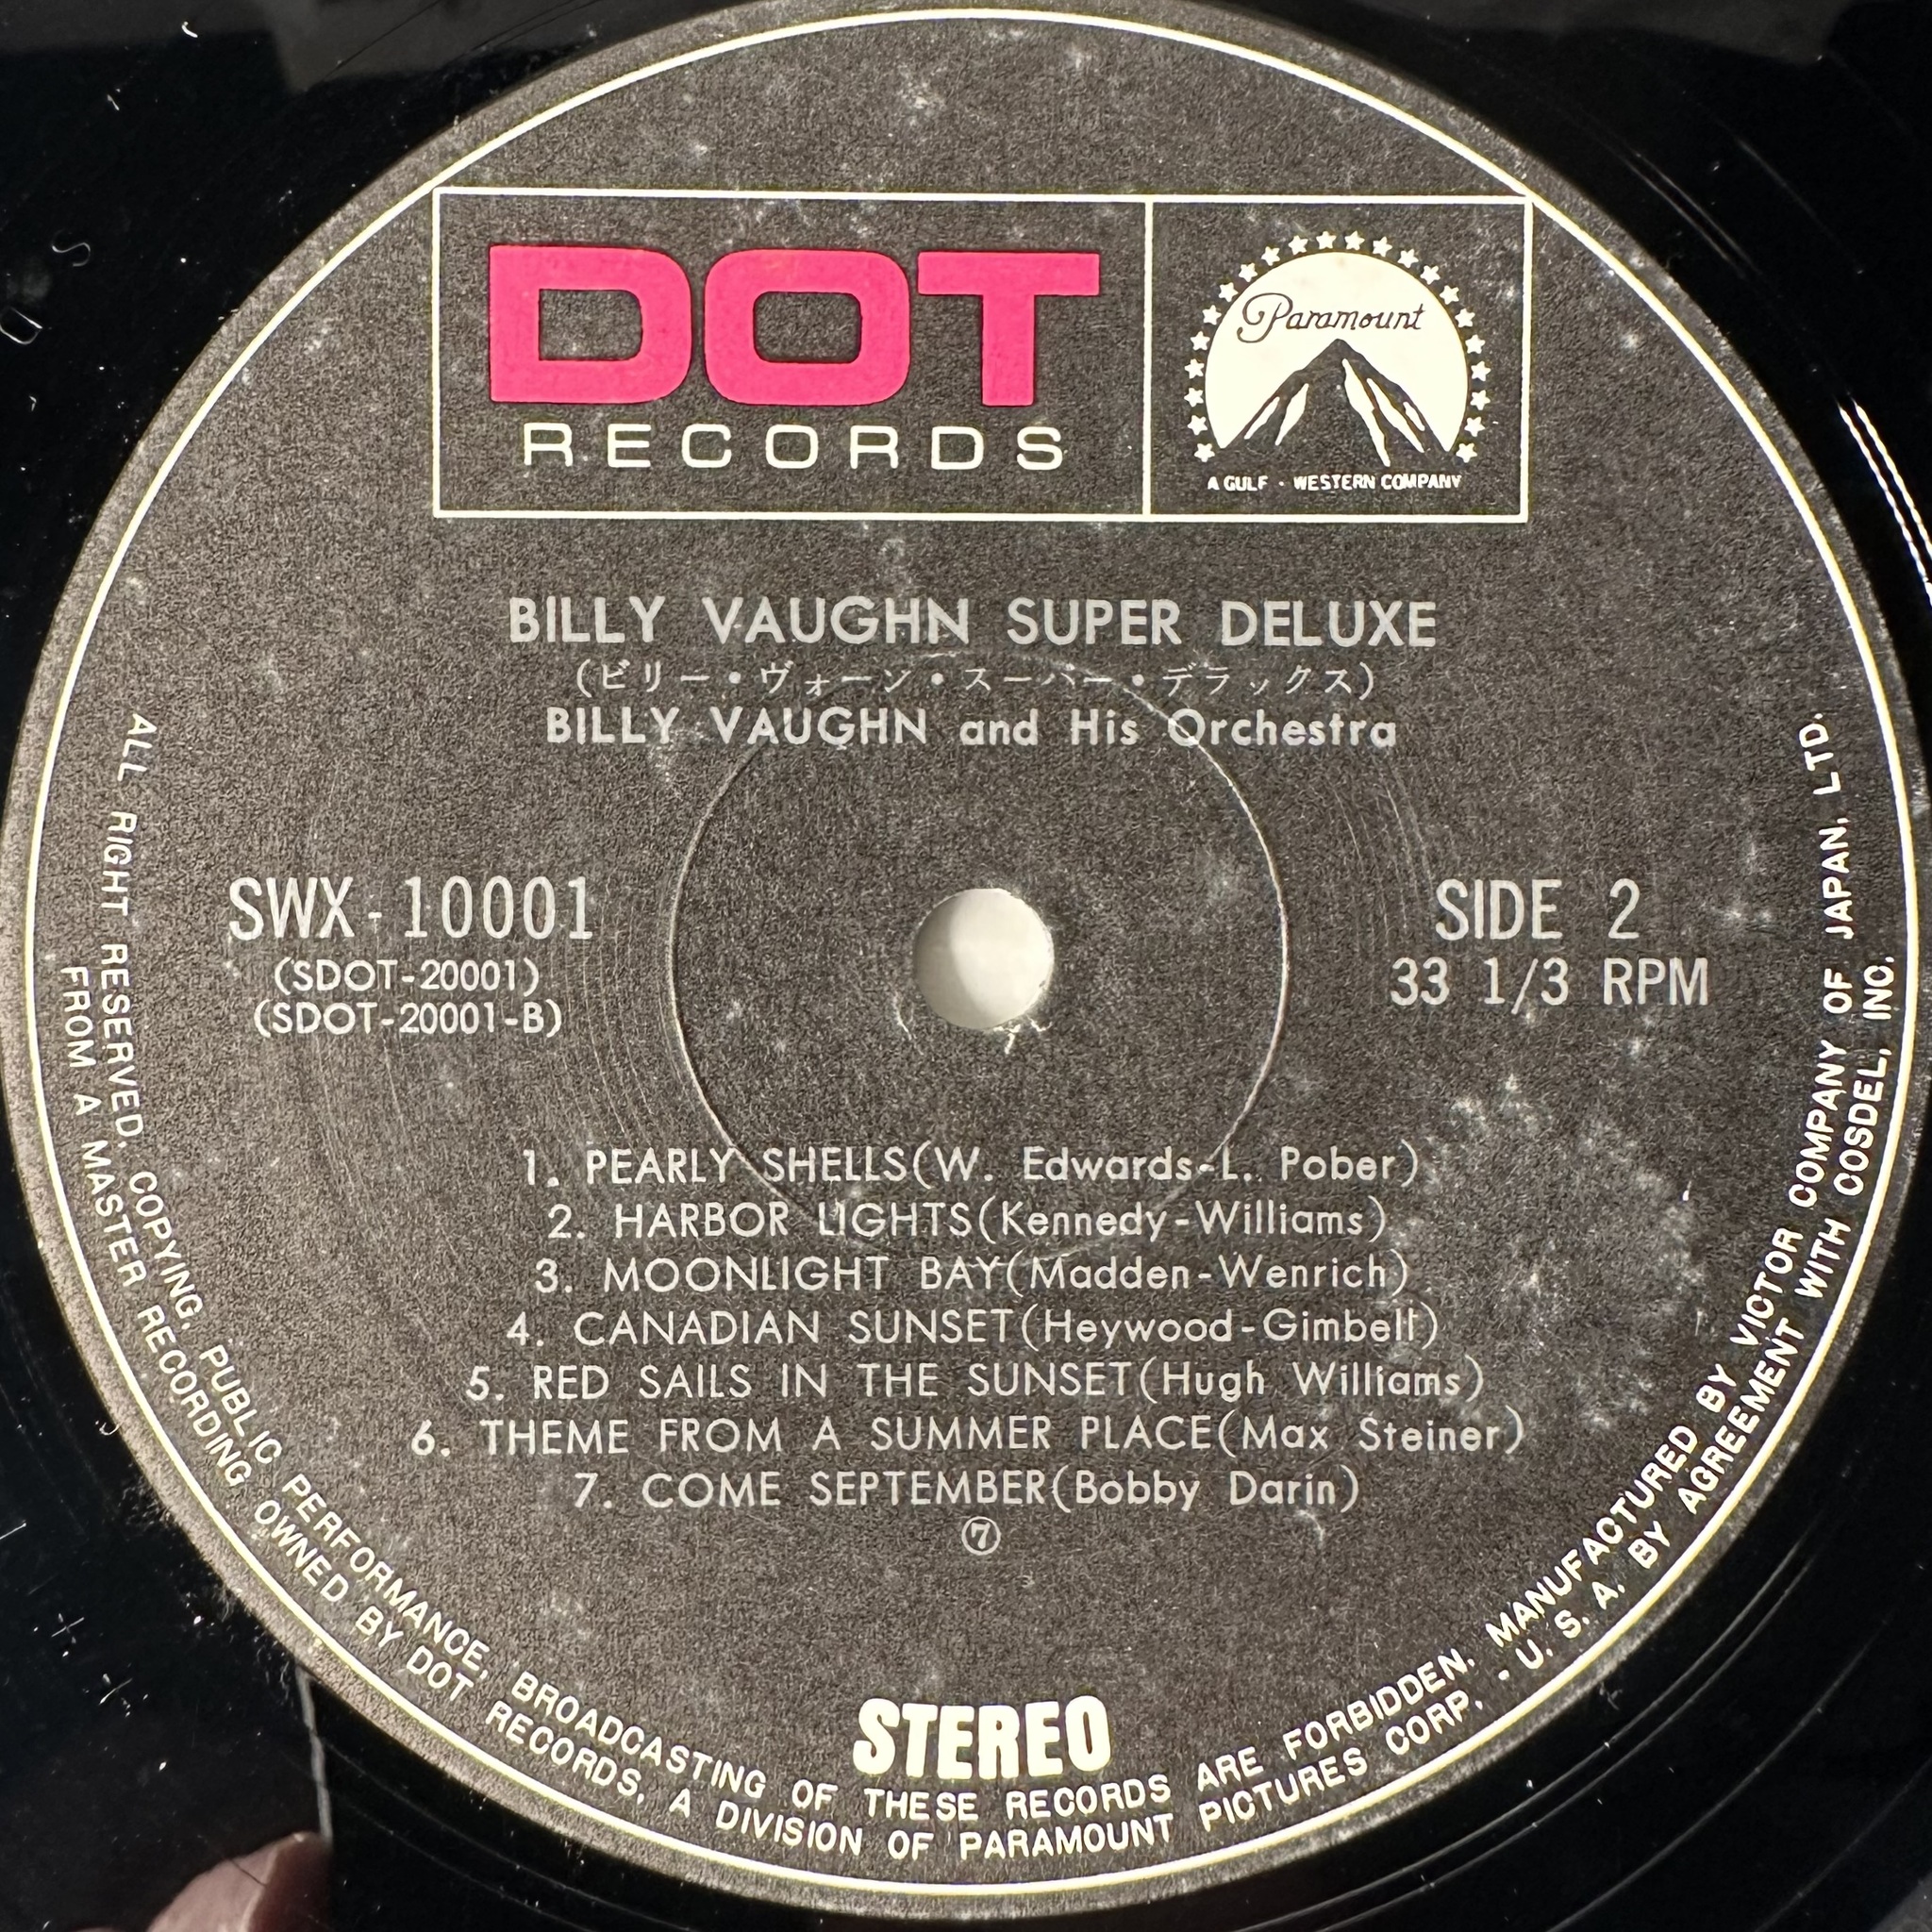 DOT
RECORDS
Paramount
A GULF + WESTERN COMPANY
BILLY VAUGHN SUPER DELUXE
(ビリー・ヴォーン・スーパー・デラックス)
BILLY VAUGHN and His Orchestra
SWX-10001
(SDOT-20001)
(SDOT-20001-B)
SIDE 2
33 1/3 RPM
1. PEARLY SHELLS(W. Edwards-L. Pober)
2. HARBOR LIGHTS(Kennedy-Williams)
3. MOONLIGHT BAY(Madden-Wenrich)
4. CANADIAN SUNSET(Heywood-Gimbell)
5. RED SAILS IN THE SUNSET(Hugh Williams)
6. THEME FROM A SUMMER PLACE(Max Steiner)
7. COME SEPTEMBER(Bobby Darin)
⑦
STEREO
ALL RIGHT RESERVED, COPYING, PUBLIC PERFORMANCE, BROADCASTING OF THESE RECORDS ARE FORBIDDEN. MANUFACTURED BY VICTOR COMPANY OF JAPAN, LTD.
FROM A MASTER RECORDING OWNED BY DOT RECORDS, A DIVISION OF PARAMOUNT PICTURES CORP. - U. S. A. BY AGREEMENT WITH COSDEL, INC.